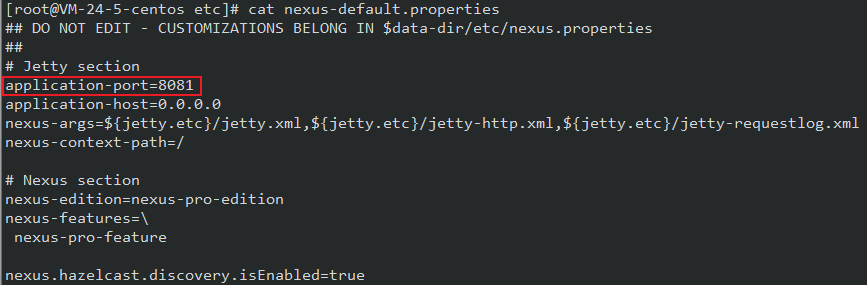 [root@VM-24-5-centos etc]# cat nexus-default.properties
## DO NOT EDIT - CUSTOMIZATIONS BELONG IN $data-dir/etc/nexus.properties
##
# Jetty section
application-port=8081
application-host=0.0.0.0
nexus-args=${jetty.etc}/jetty.xml,${jetty.etc}/jetty-http.xml,${jetty.etc}/jetty-requestlog.xml
nexus-context-path=/

# Nexus section
nexus-edition=nexus-pro-edition
nexus-features=\
 nexus-pro-feature

nexus.hazelcast.discovery.isEnabled=true